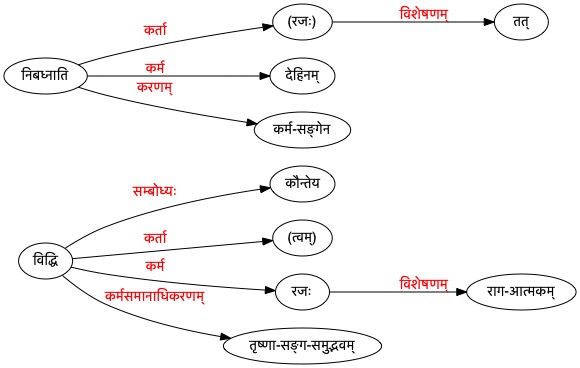 कर्ता
(रजः)
विशेषणम्
तत्
निबध्नाति
कर्म
देहिनम्
करणम्
कर्म-सङ्गेन
सम्बोध्यः
कौन्तेय
कर्ता
(त्वम्)
विद्धि
कर्म
रजः
विशेषणम्
राग-आत्मकम्
कर्मसमानाधिकरणम्
तृष्णा-सङ्ग-समुद्भवम्